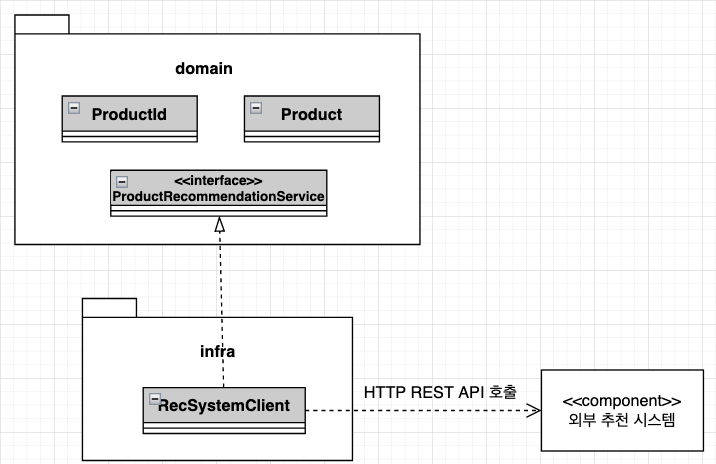 domain
ProductId
Product
<<interface>>
ProductRecommendationService
infra
RecSystemClient
HTTP REST API 호출
<<component>>
외부 추천 시스템